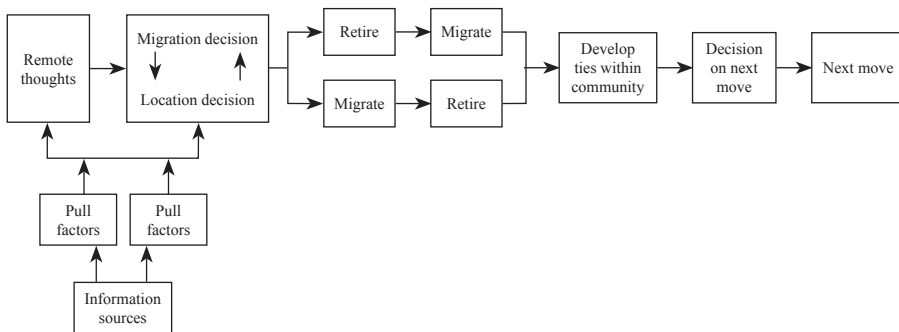 Remote
thoughts
Migration decision
Location decision
Retire
Migrate
Migrate
Retire
Develop
ties within
community
Decision
on next
move
Next move
Pull
factors
Pull
factors
Information
sources